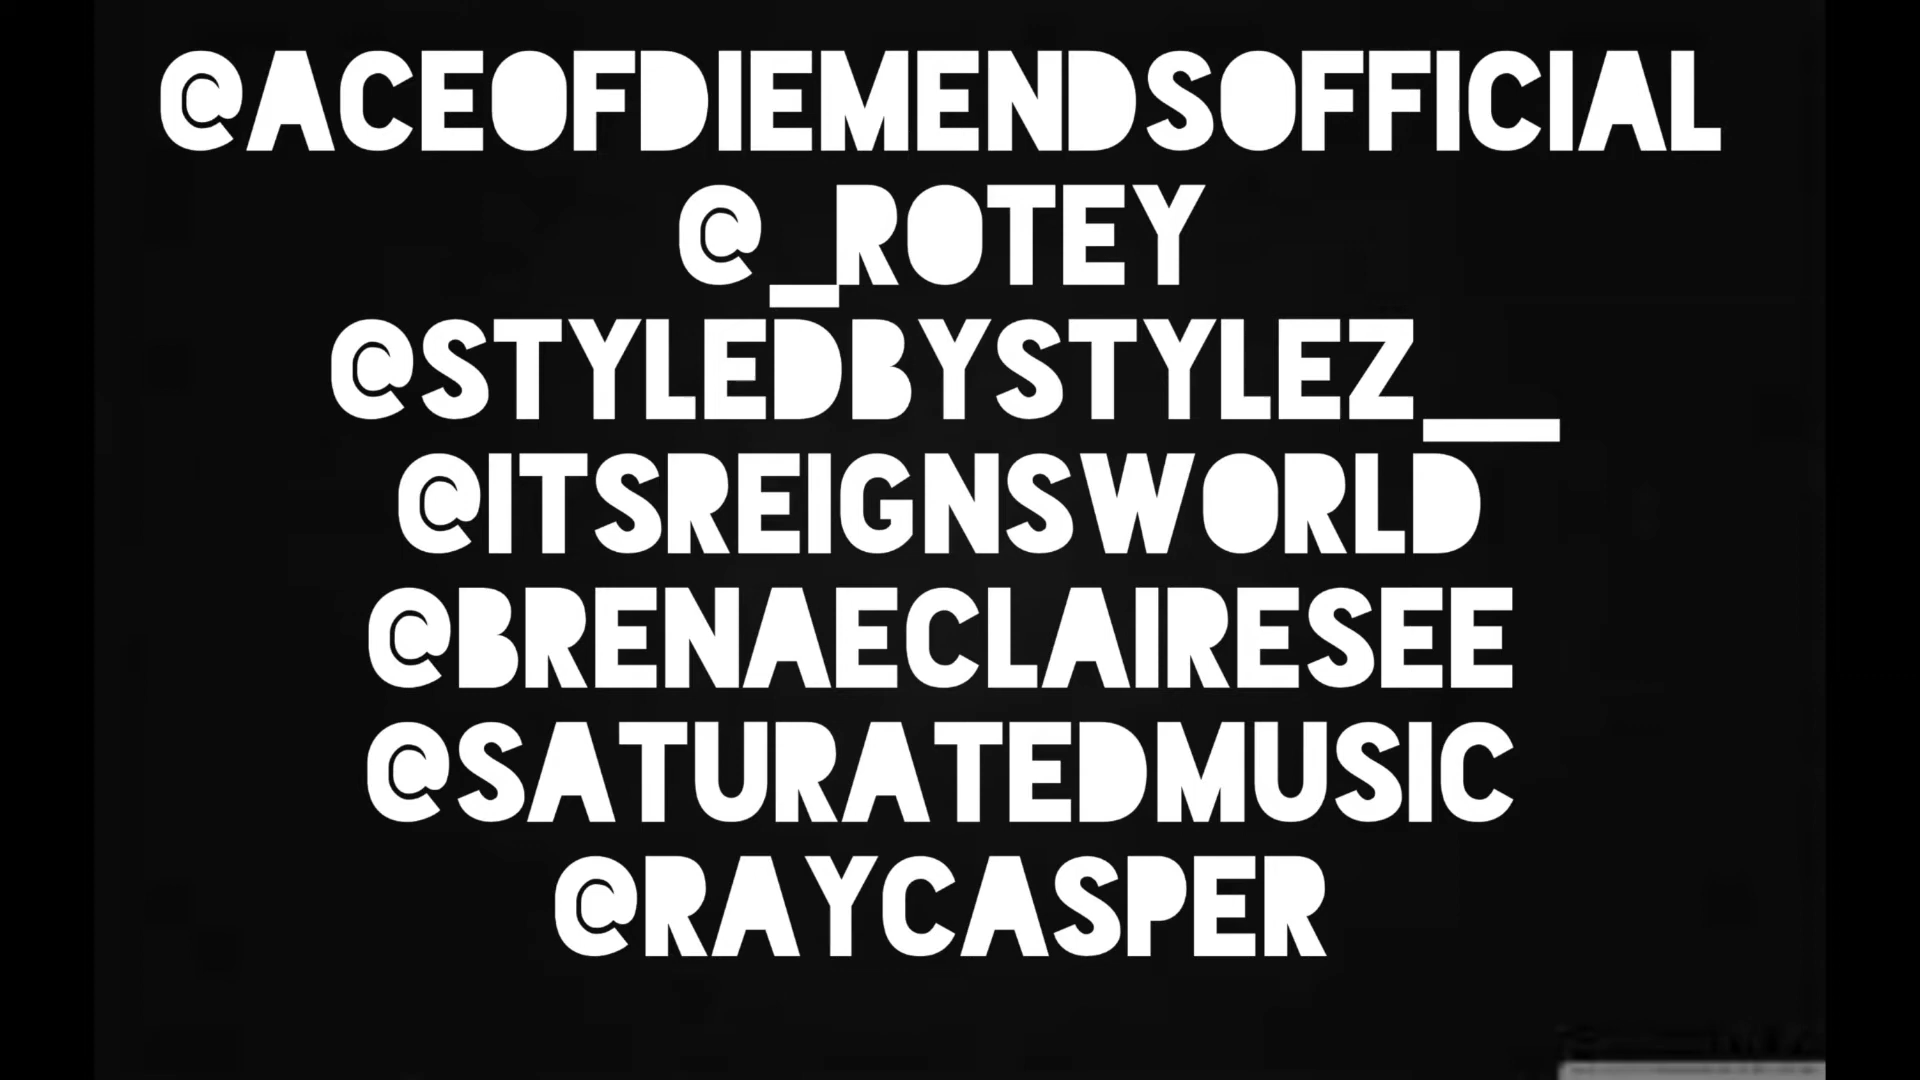 @ACEOFDIEMENDSOFFICIAL
@_ROTEY
@STYLEDBYSTYLEZ__
@ITSREIGNSWORLD
@BRENAECLAIRESEE
@SATURATEDMUSIC
@RAYCASPER